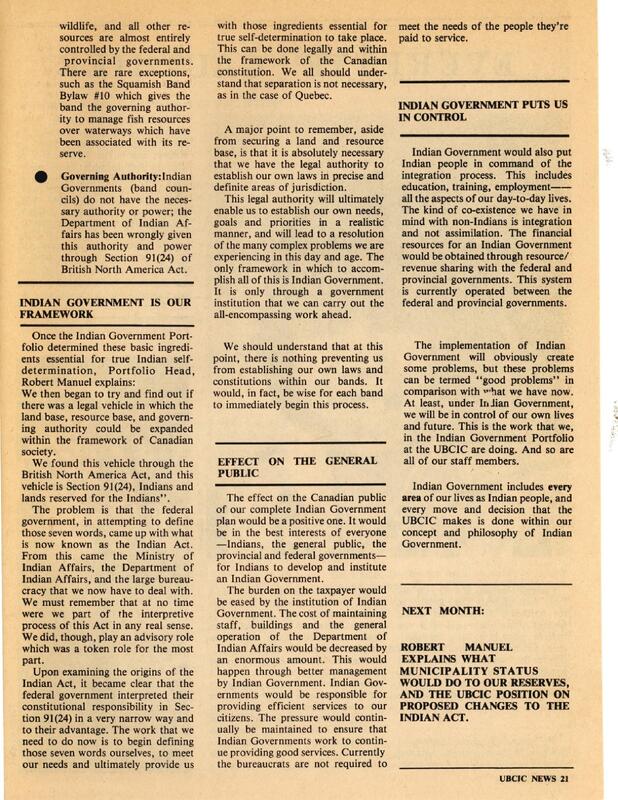 wildlife, and all other re-
sources are almost entirely
controlled by the federal and
provincial governments.
There are rare exceptions,
such as the Squamish Band
Bylaw #10 which gives the
band the governing author-
ity to manage fish resources
over waterways which have
been associated with its re-
serve.
Governing Authority:Indian
Governments (band coun-
cils) do not have the neces-
sary authority or power; the
Department of Indian Af-
fairs has been wrongly given
this authority and power
through Section 91(24) of
British North America Act.
INDIAN GOVERNMENT IS OUR
FRAMEWORK
Once the Indian Government Port-
folio determined these basic ingredi-
ents essential for true Indian self-
determination, Portfolio Head,
Robert Manuel explains:
We then began to try and find out if
there was a legal vehicle in which the
land base, resource base, and govern-
ing authority could be expanded
within the framework of Canadian
society.
We found this vehicle through the
British North America Act, and this
vehicle is Section 91(24), Indians and
lands reserved for the Indians".
The problem is that the federal
government, in attempting to define
those seven words, came up with what
is now known as the Indian Act.
From this came the Ministry of
Indian Affairs, the Department of
Indian Affairs, and the large bureau-
cracy that we now have to deal with.
We must remember that at no time
were we part of the interpretive
process of this Act in any real sense.
We did, though, play an advisory role
which was a token role for the most
part.
Upon examining the origins of the
Indian Act, it became clear that the
federal government interpreted their
constitutional responsibility in Sec-
tion 91(24) in a very narrow way and
to their advantage. The work that we
need to do now is to begin defining
those seven words ourselves, to meet
our needs and ultimately provide us
with those ingredients essential for
true self-determination to take place.
This can be done legally and within
the framework of the Canadian
constitution. We all should under-
stand that separation is not necessary,
as in the case of Quebec.
A major point to remember, aside
from securing a land and resource
base, is that it is absolutely necessary
that we have the legal authority to
establish our own laws in precise and
definite areas of jurisdiction.
This legal authority will ultimately
enable us to establish our own needs,
goals and priorities in a realistic
manner, and will lead to a resolution
of the many complex problems we are
experiencing in this day and age. The
only framework in which to accom-
plish all of this is Indian Government.
It is only through a government
institution that we can carry out the
all-encompassing work ahead.
We should understand that at this
point, there is nothing preventing us
from establishing our own laws and
constitutions within our bands. It
would, in fact, be wise for each band
to immediately begin this process.
EFFECT ON THE GENERAL
PUBLIC
The effect on the Canadian public
of our complete Indian Government
plan would be a positive one. It would
be in the best interests of everyone
—Indians, the general public, the
provincial and federal governments—
for Indians to develop and institute
an Indian Government.
The burden on the taxpayer would
be eased by the institution of Indian
Government. The cost of maintaining
staff, buildings and the general
operation of the Department of
Indian Affairs would be decreased by
an enormous amount. This would
happen through better management
by Indian Government. Indian Gov-
ernments would be responsible for
providing efficient services to our
citizens. The pressure would contin-
ually be maintained to ensure that
Indian Governments work to contin-
ue providing good services. Currently
the bureaucrats are not required to
meet the needs of the people they're
paid to service.
INDIAN GOVERNMENT PUTS US
IN CONTROL
Indian Government would also put
Indian people in command of the
integration process. This includes
education, training, employment——
all the aspects of our day-to-day lives.
The kind of co-existence we have in
mind with non-Indians is integration
and not assimilation. The financial
resources for an Indian Government
would be obtained through resource/
revenue sharing with the federal and
provincial governments. This system
is currently operated between the
federal and provincial governments.
The implementation of Indian
Government will obviously create
some problems, but these problems
can be termed "good problems" in
comparison with what we have now.
At least, under Indian Government,
we will be in control of our own lives
and future. This is the work that we,
in the Indian Government Portfolio
at the UBCIC are doing. And so are
all of our staff members.
Indian Government includes every
area of our lives as Indian people, and
every move and decision that the
UBCIC makes is done within our
concept and philosophy of Indian
Government.
NEXT MONTH:
ROBERT MANUEL
EXPLAINS WHAT
MUNICIPALITY STATUS
WOULD DO TO OUR RESERVES,
AND THE UBCIC POSITION ON
PROPOSED CHANGES TO THE
INDIAN ACT.
UBCIC NEWS 21